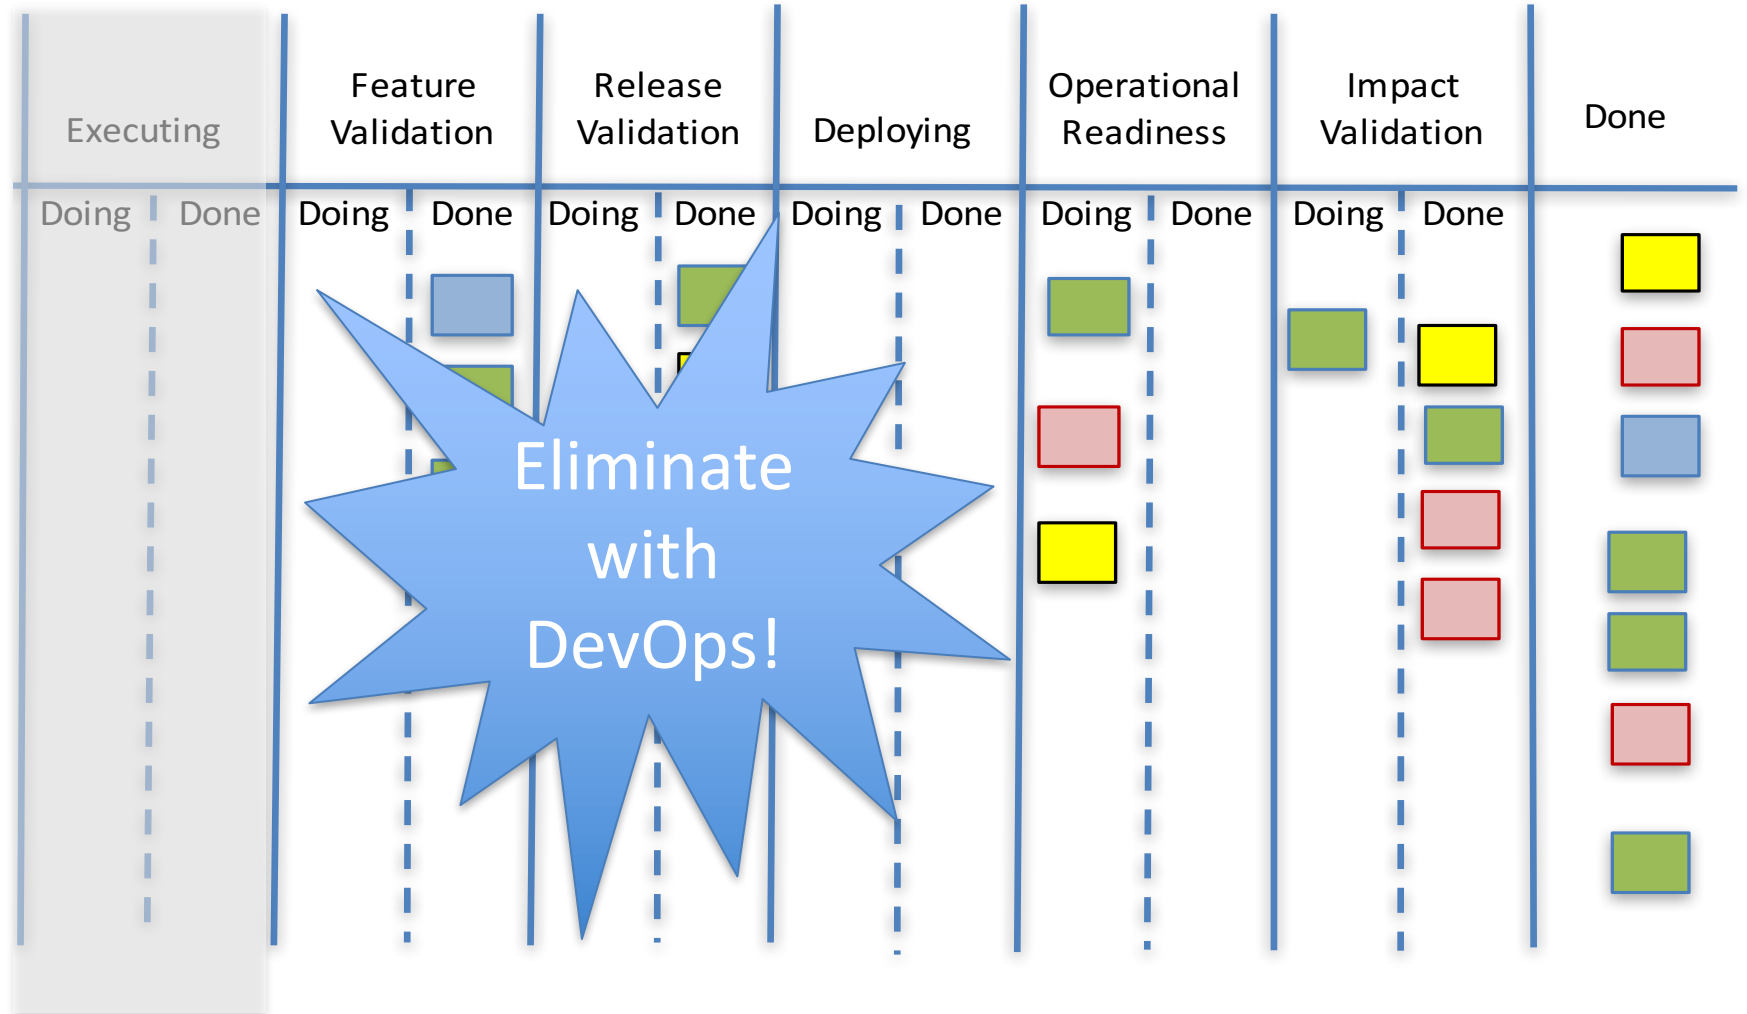 Executing
Feature
Validation
Release
Validation
Deploying
Operational
Readiness
Impact
Validation
Done
Doing Done Doing Done Doing Done Doing Done Doing Done Doing Done
Eliminate
with
DevOps!